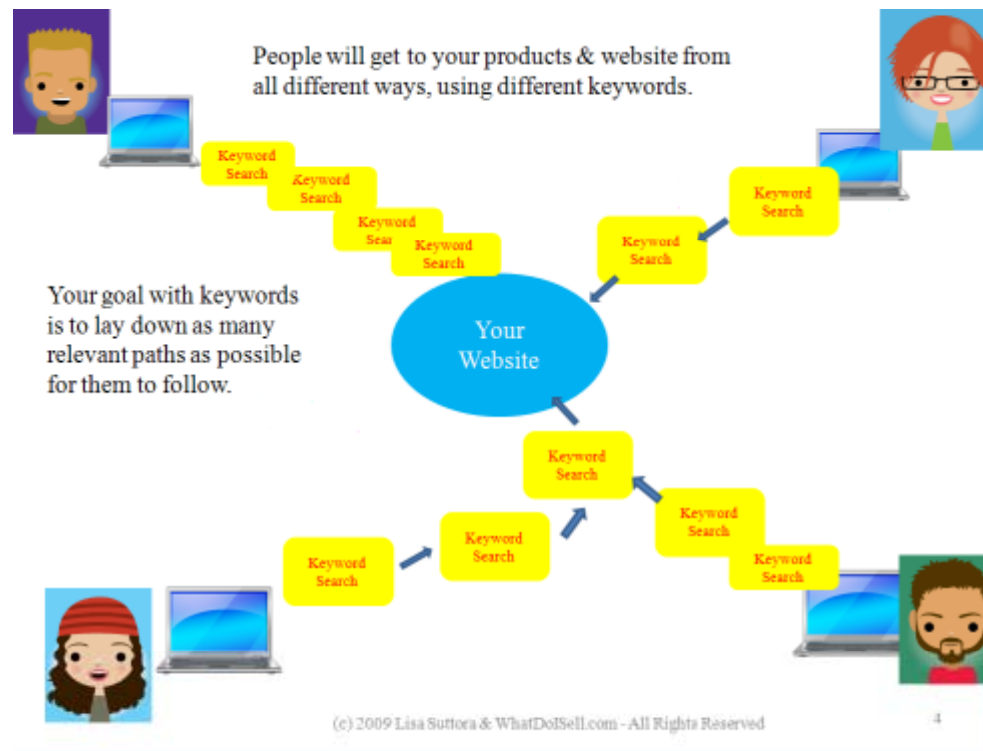 People will get to your products & website from
all different ways, using different keywords.
Keyword
Search
Keyword
Search
Keyword
Sear
Keyword
Search
Keyword
Search
Keyword
Search
Your goal with keywords
is to lay down as many
relevant paths as possible
for them to follow.
Your
Website
Keyword
Search
Keyword
Search
Keyword
Search
Keyword
Search
Keyword
Search
(c) 2009 Lisa Suttora & WhatDoISell.com - All Rights Reserved
4